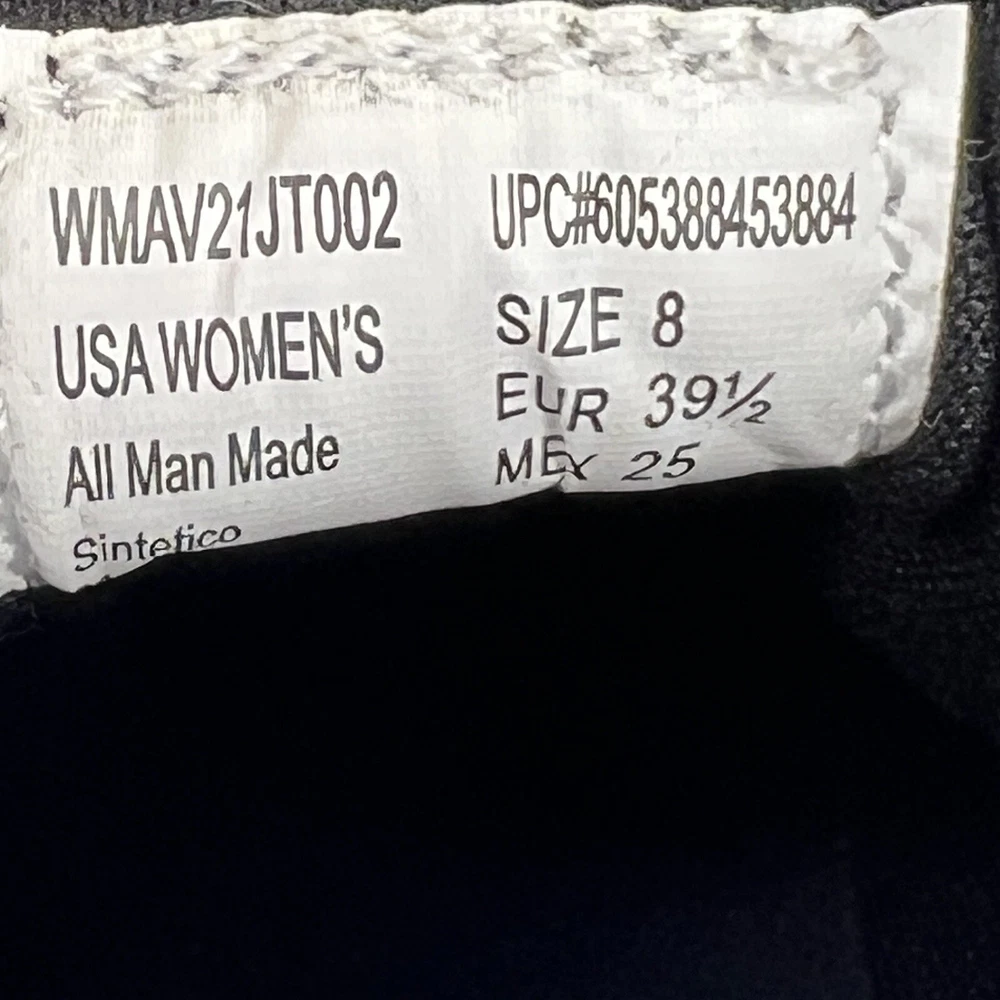 WMAV21JT002
UPC#605388453884
USA WOMEN'S
SIZE 8
EUR 39½
All Man Made
MEX 25
Sintetico